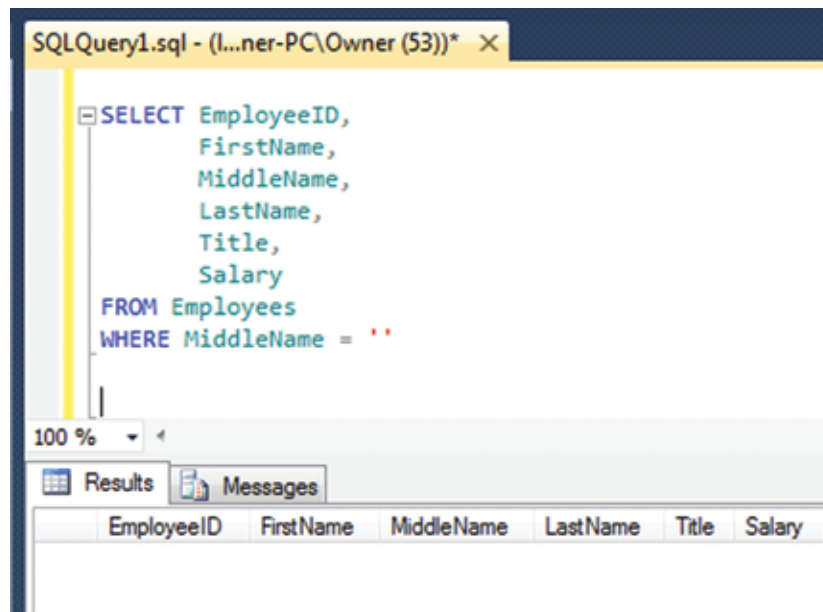 SQLQuery1.sql - (l...ner-PC\Owner (53))*
SELECT EmployeeID,
FirstName,
MiddleName,
LastName,
Title,
Salary
FROM Employees
WHERE MiddleName = ''
100 %
Results Messages
EmployeeID FirstName MiddleName LastName Title Salary